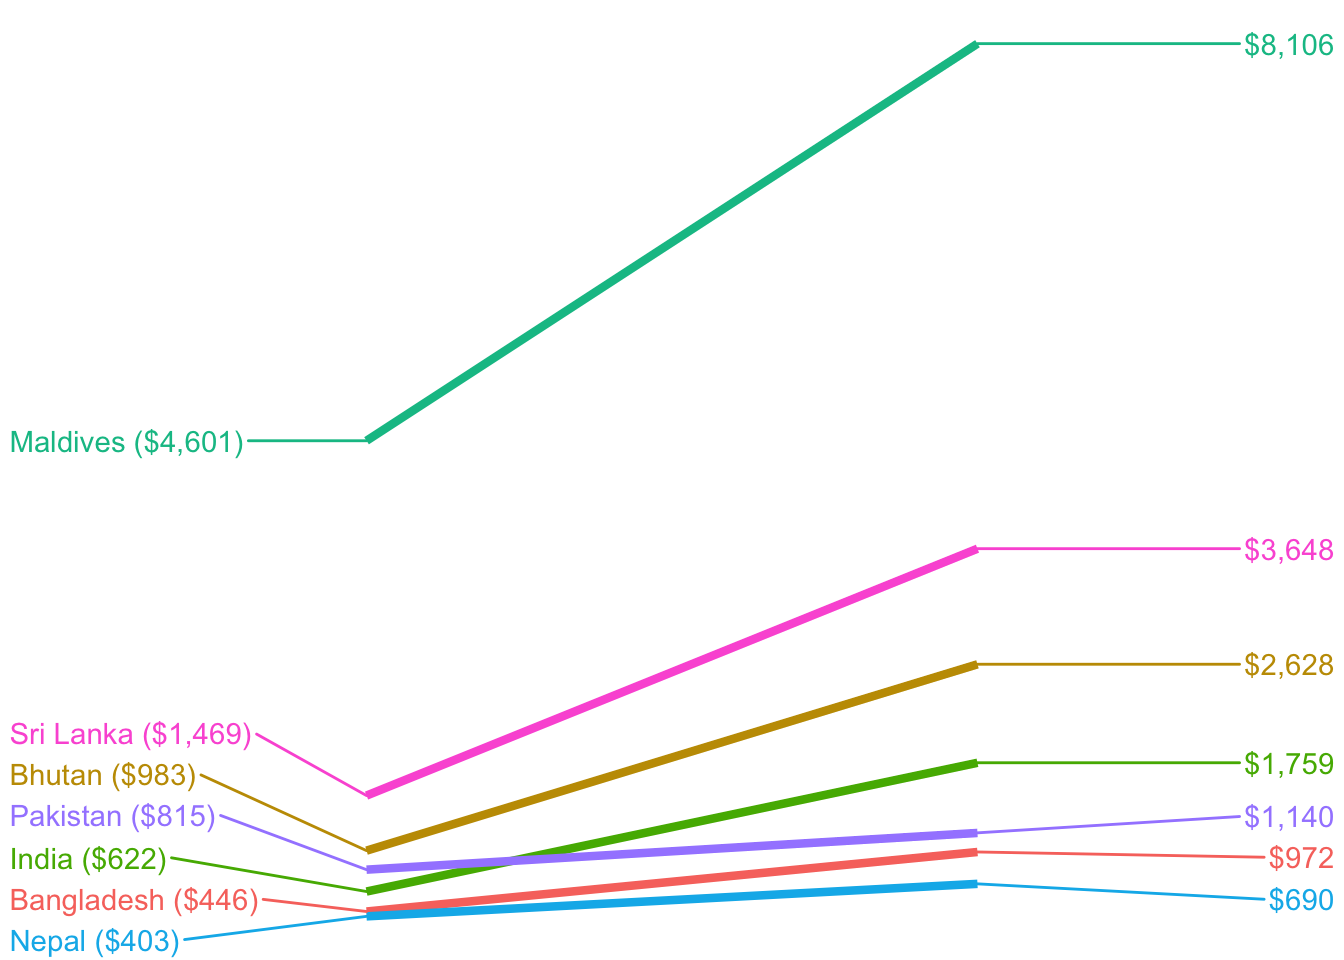 $8,106
Maldives ($4,601)
$3,648
$2,628
Sri Lanka ($1,469)
$1,759
Bhutan ($983)
Pakistan ($815)
$1,140
India ($622)
$972
Bangladesh ($446)
$690
Nepal ($403)